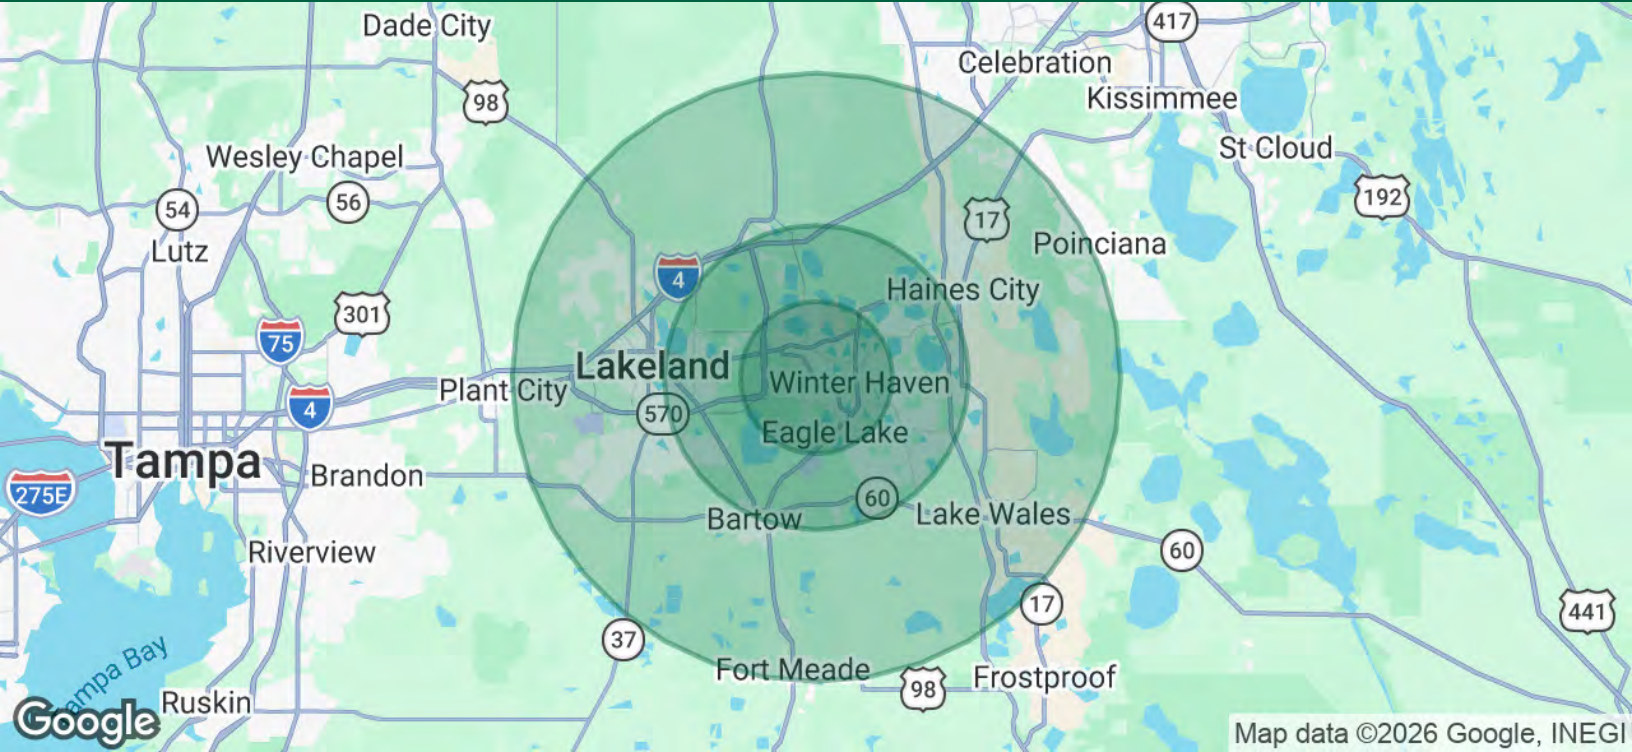 Dade City
417
Celebration
98
Kissimmee
St Cloud
Wesley Chapel
192
56
54
17
Poinciana
Lutz
4
Haines City
301
75
Lakeland
Winter Haven
Plant City
4
570
Eagle Lake
Tampa
Brandon
275E
60
Lake Wales
Bartow
60
Riverview
17
441
37
Fort Meade
Frostproof
98
Tampa Bay
Ruskin
Google
Map data ©2026 Google, INEGI